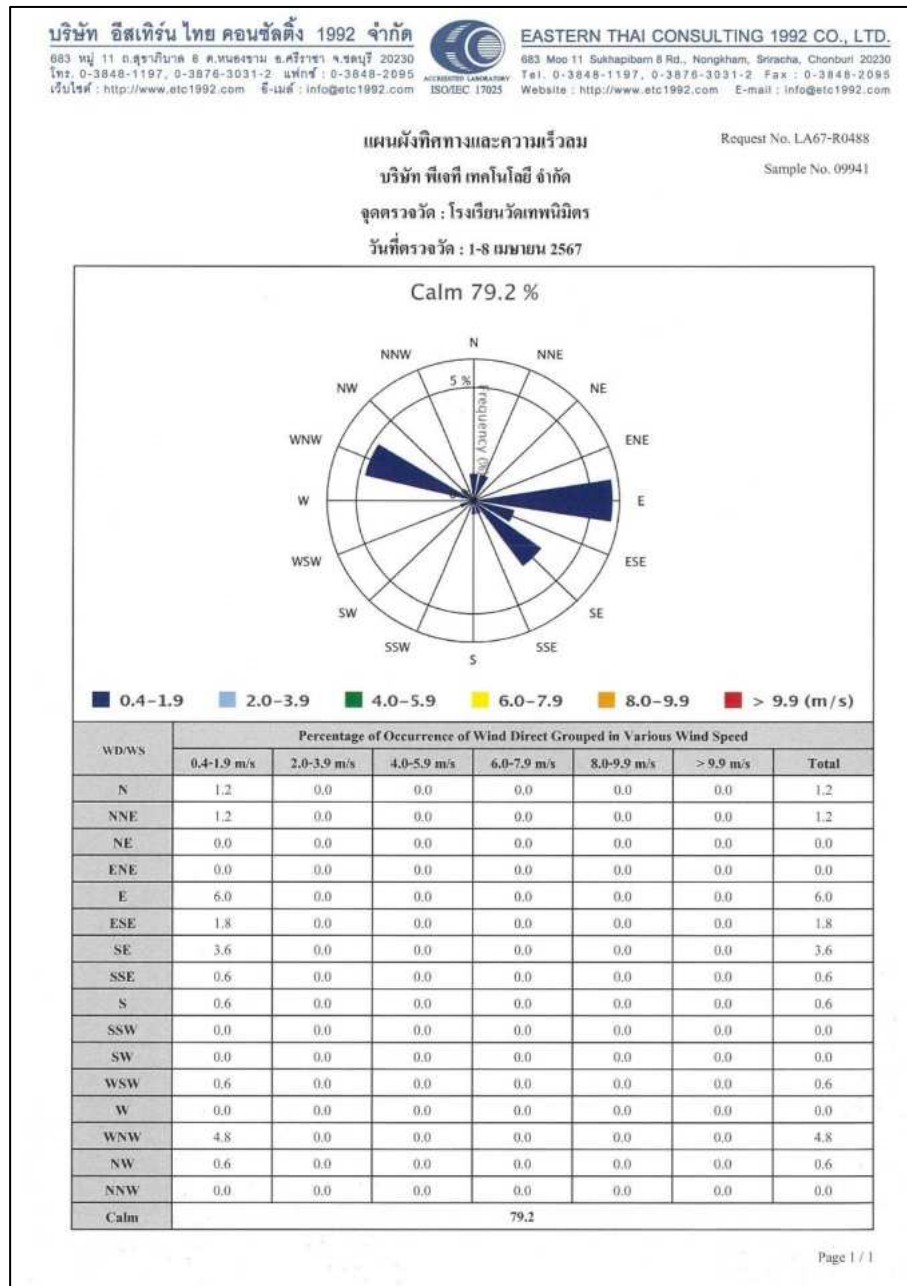 บริษัท อีสเทิร์น ไทย คอนซัลติ้ง 1992 จำกัด
683 หมู่ 11 ถ.สุขาภิบาล 8 ต.หนองขาม อ.ศรีราชา จ.ชลบุรี 20230
โทร. 0-3848-1197, 0-3876-3031-2 แฟกซ์ : 0-3848-2095
เว็บไซต์ : http://www.etc1992.com อี-เมล์ : info@etc1992.com
ACCREDITED LABORATORY
ISO/IEC 17025
EASTERN THAI CONSULTING 1992 CO., LTD.
683 Moo 11 Sukhapibarn 8 Rd., Nongkham, Sriracha, Chonburi 20230
Tel. 0-3848-1197, 0-3876-3031-2 Fax : 0-3848-2095
Website : http://www.etc1992.com E-mail : info@etc1992.com
แผนผังทิศทางและความเร็วลม
Request No. LA67-R0488
บริษัท พีเอที เทคโนโลยี จำกัด
Sample No. 09941
จุดตรวจวัด : โรงเรียนวัดเทพนิมิตร
วันที่ตรวจวัด : 1-8 เมษายน 2567
Calm 79.2 %
N
NNW NNE
5 %
NW NE
Frequency (%)
WNW ENE
W E
WSW ESE
SW SE
SSW SSE
S
0.4-1.9 2.0-3.9 4.0-5.9 6.0-7.9 8.0-9.9 > 9.9 (m/s)
WD/WS Percentage of Occurrence of Wind Direct Grouped in Various Wind Speed
0.4-1.9 m/s 2.0-3.9 m/s 4.0-5.9 m/s 6.0-7.9 m/s 8.0-9.9 m/s > 9.9 m/s Total
N 1.2 0.0 0.0 0.0 0.0 0.0 1.2
NNE 1.2 0.0 0.0 0.0 0.0 0.0 1.2
NE 0.0 0.0 0.0 0.0 0.0 0.0 0.0
ENE 0.0 0.0 0.0 0.0 0.0 0.0 0.0
E 6.0 0.0 0.0 0.0 0.0 0.0 6.0
ESE 1.8 0.0 0.0 0.0 0.0 0.0 1.8
SE 3.6 0.0 0.0 0.0 0.0 0.0 3.6
SSE 0.6 0.0 0.0 0.0 0.0 0.0 0.6
S 0.6 0.0 0.0 0.0 0.0 0.0 0.6
SSW 0.0 0.0 0.0 0.0 0.0 0.0 0.0
SW 0.0 0.0 0.0 0.0 0.0 0.0 0.0
WSW 0.6 0.0 0.0 0.0 0.0 0.0 0.6
W 0.0 0.0 0.0 0.0 0.0 0.0 0.0
WNW 4.8 0.0 0.0 0.0 0.0 0.0 4.8
NW 0.6 0.0 0.0 0.0 0.0 0.0 0.6
NNW 0.0 0.0 0.0 0.0 0.0 0.0 0.0
Calm 79.2
Page 1 / 1